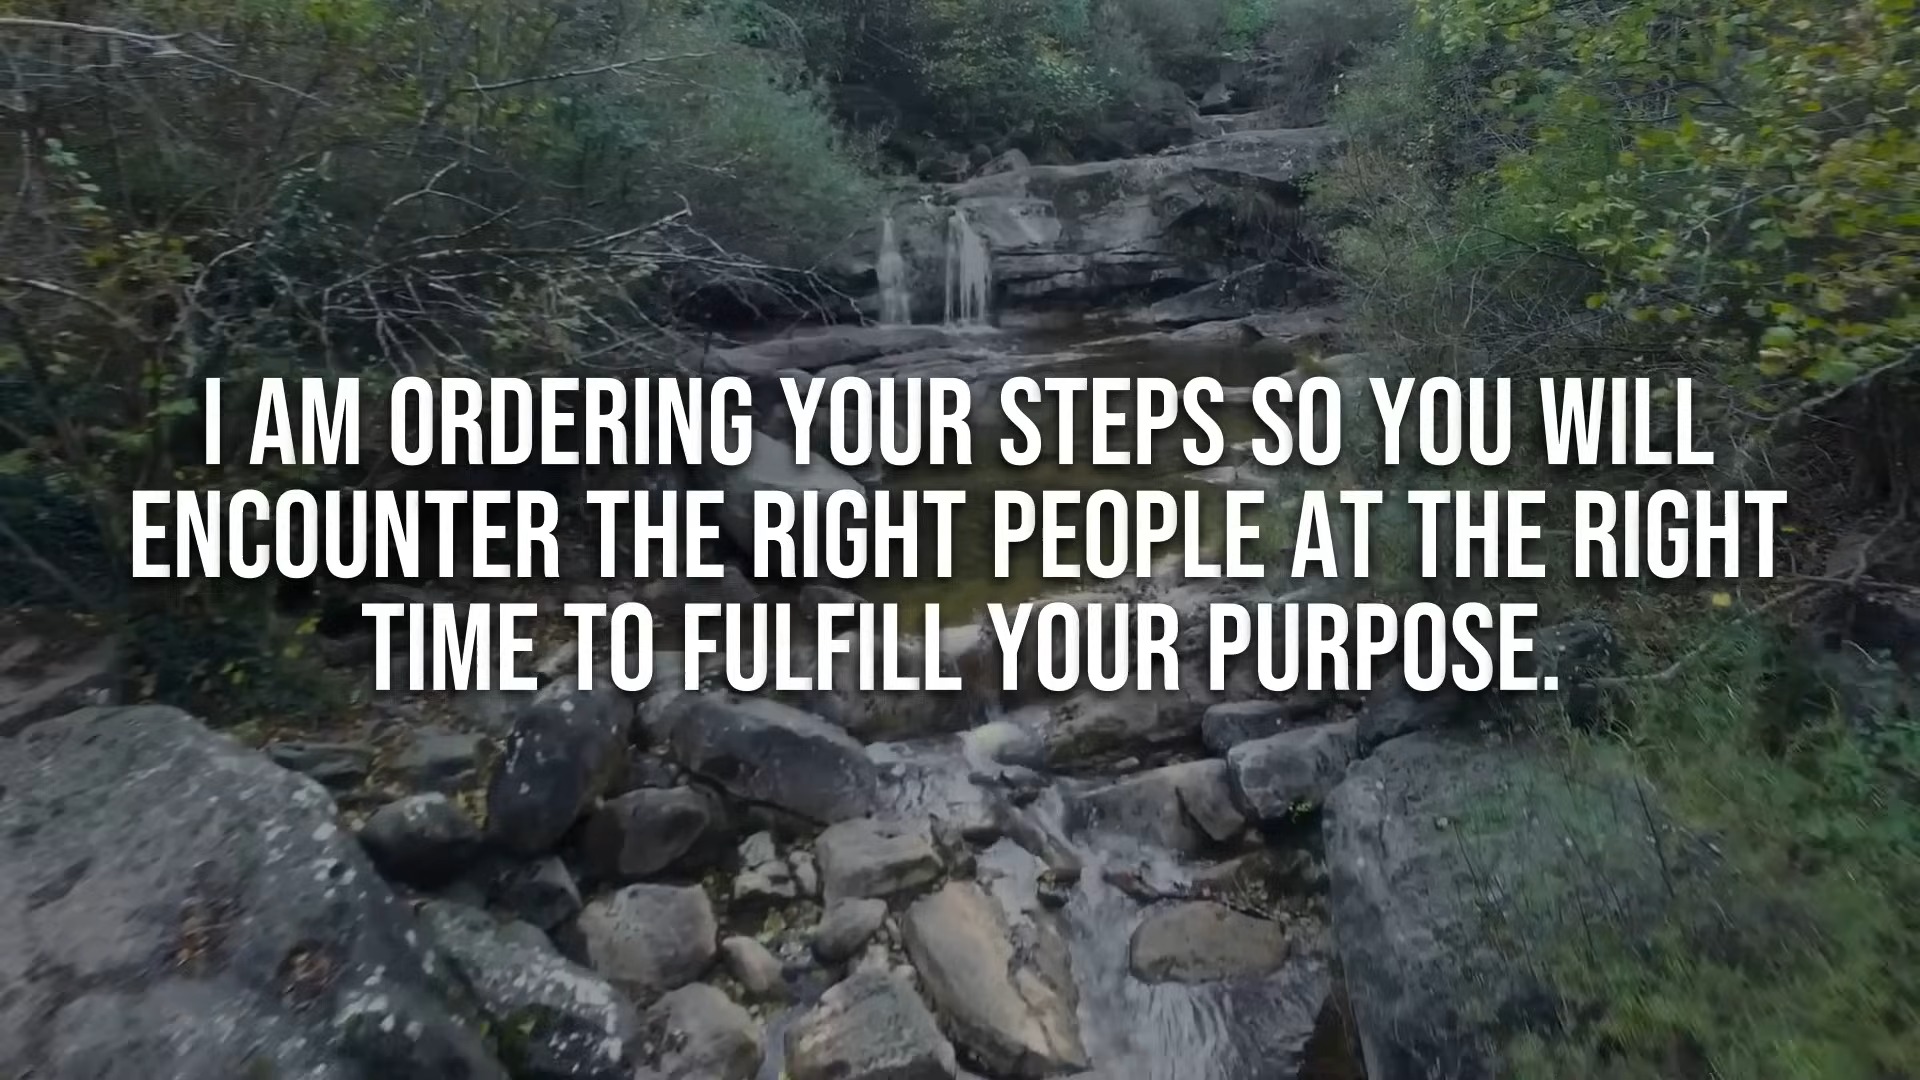 I AM ORDERING YOUR STEPS SO YOU WILL
ENCOUNTER THE RIGHT PEOPLE AT THE RIGHT
TIME TO FULFILL YOUR PURPOSE.